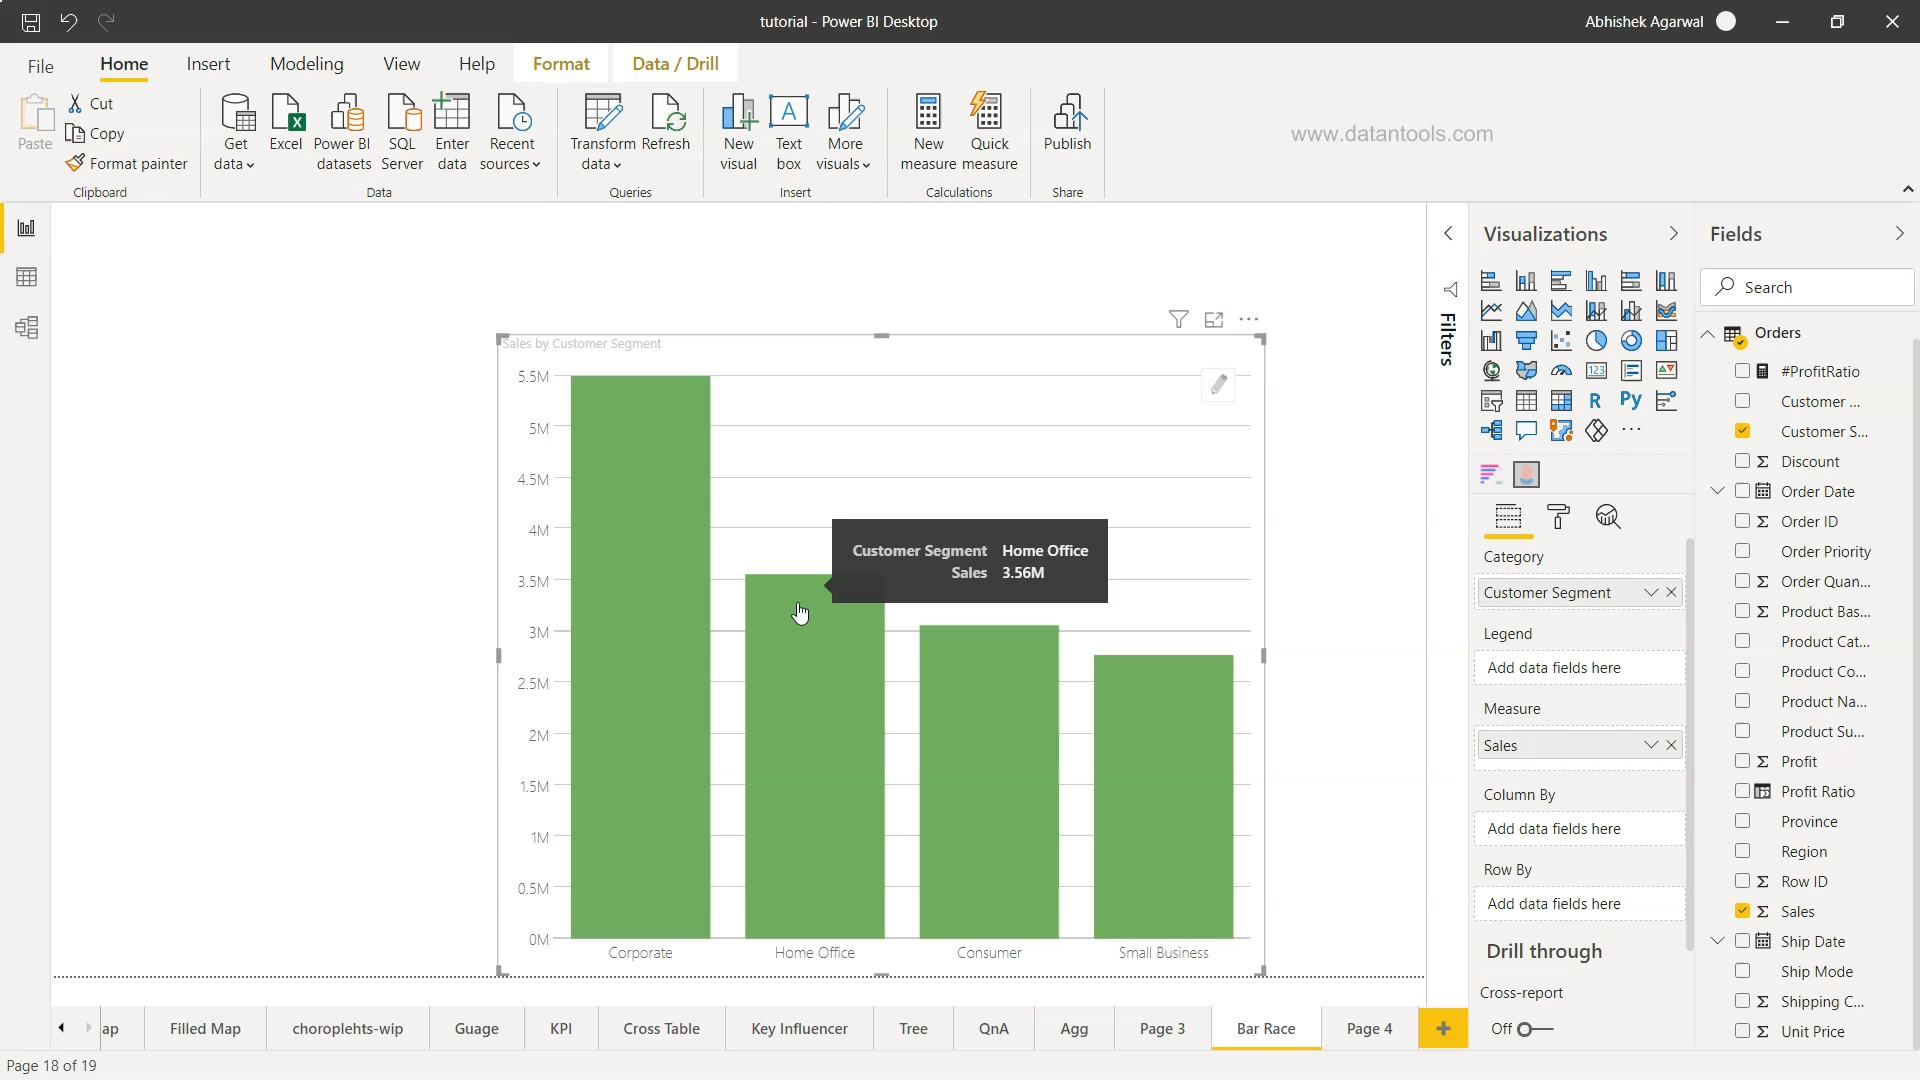 tutorial - Power BI Desktop
Abhishek Agarwal
File
Home
Insert
Modeling
View
Help
Format
Data / Drill
Paste
Cut
Copy
Format painter
Clipboard
Get data
Excel
Power BI datasets
SQL Server
Enter data
Recent sources
Data
Transform data
Refresh
Queries
New visual
Text box
More visuals
Insert
New measure
Quick measure
Calculations
Publish
Share
www.datantools.com
Filters
Sales by Customer Segment
5.5M
5M
4.5M
4M
3.5M
3M
2.5M
2M
1.5M
1M
0.5M
0M
Customer Segment Home Office
Sales 3.56M
Corporate
Home Office
Consumer
Small Business
Visualizations
123
R
Py
...
Category
Customer Segment
Legend
Add data fields here
Measure
Sales
Column By
Add data fields here
Row By
Add data fields here
Drill through
Cross-report
Off
Fields
Search
Orders
#ProfitRatio
Customer ...
Customer S...
Discount
Order Date
Order ID
Order Priority
Order Quan...
Product Bas...
Product Cat...
Product Co...
Product Na...
Product Su...
Profit
Profit Ratio
Province
Region
Row ID
Sales
Ship Date
Ship Mode
Shipping C...
Unit Price
ap
Filled Map
choroplehts-wip
Guage
KPI
Cross Table
Key Influencer
Tree
QnA
Agg
Page 3
Bar Race
Page 4
Page 18 of 19